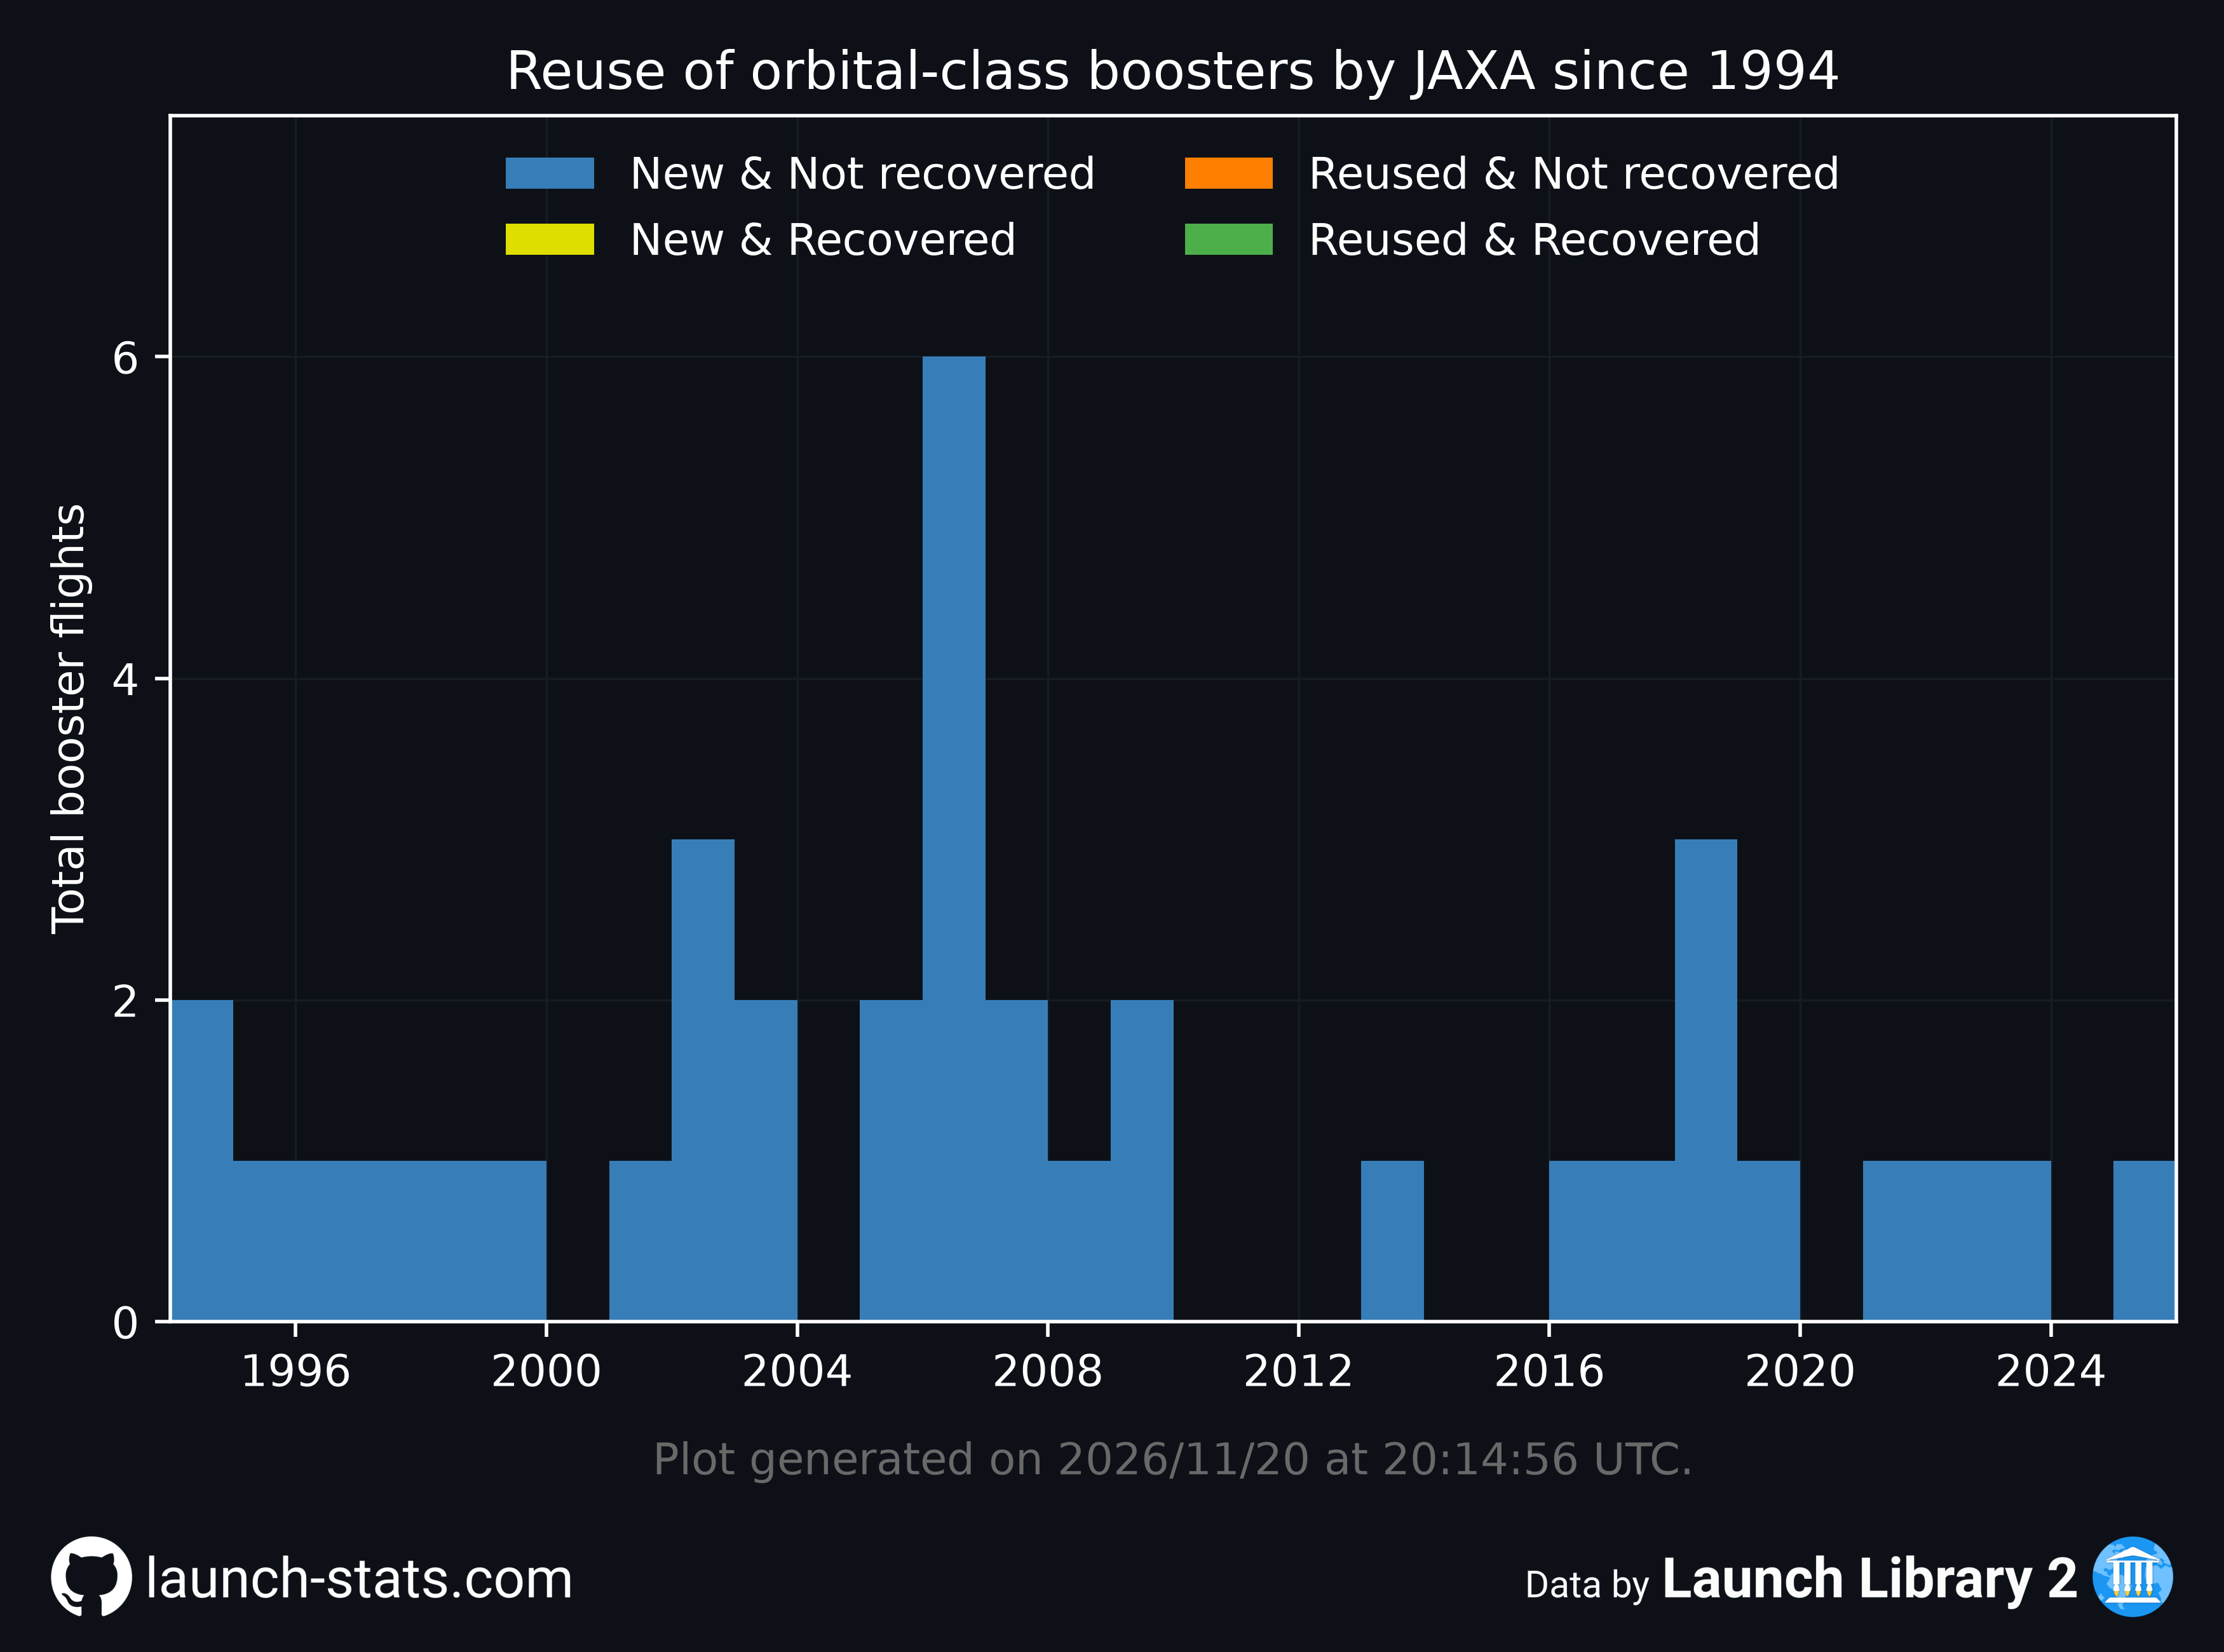 Reuse of orbital-class boosters by JAXA since 1994
New & Not recovered
New & Recovered
Reused & Not recovered
Reused & Recovered
Total booster flights
6
4
2
0
1996 2000 2004 2008 2012 2016 2020 2024
Plot generated on 2026/11/20 at 20:14:56 UTC.
launch-stats.com
Data by Launch Library 2